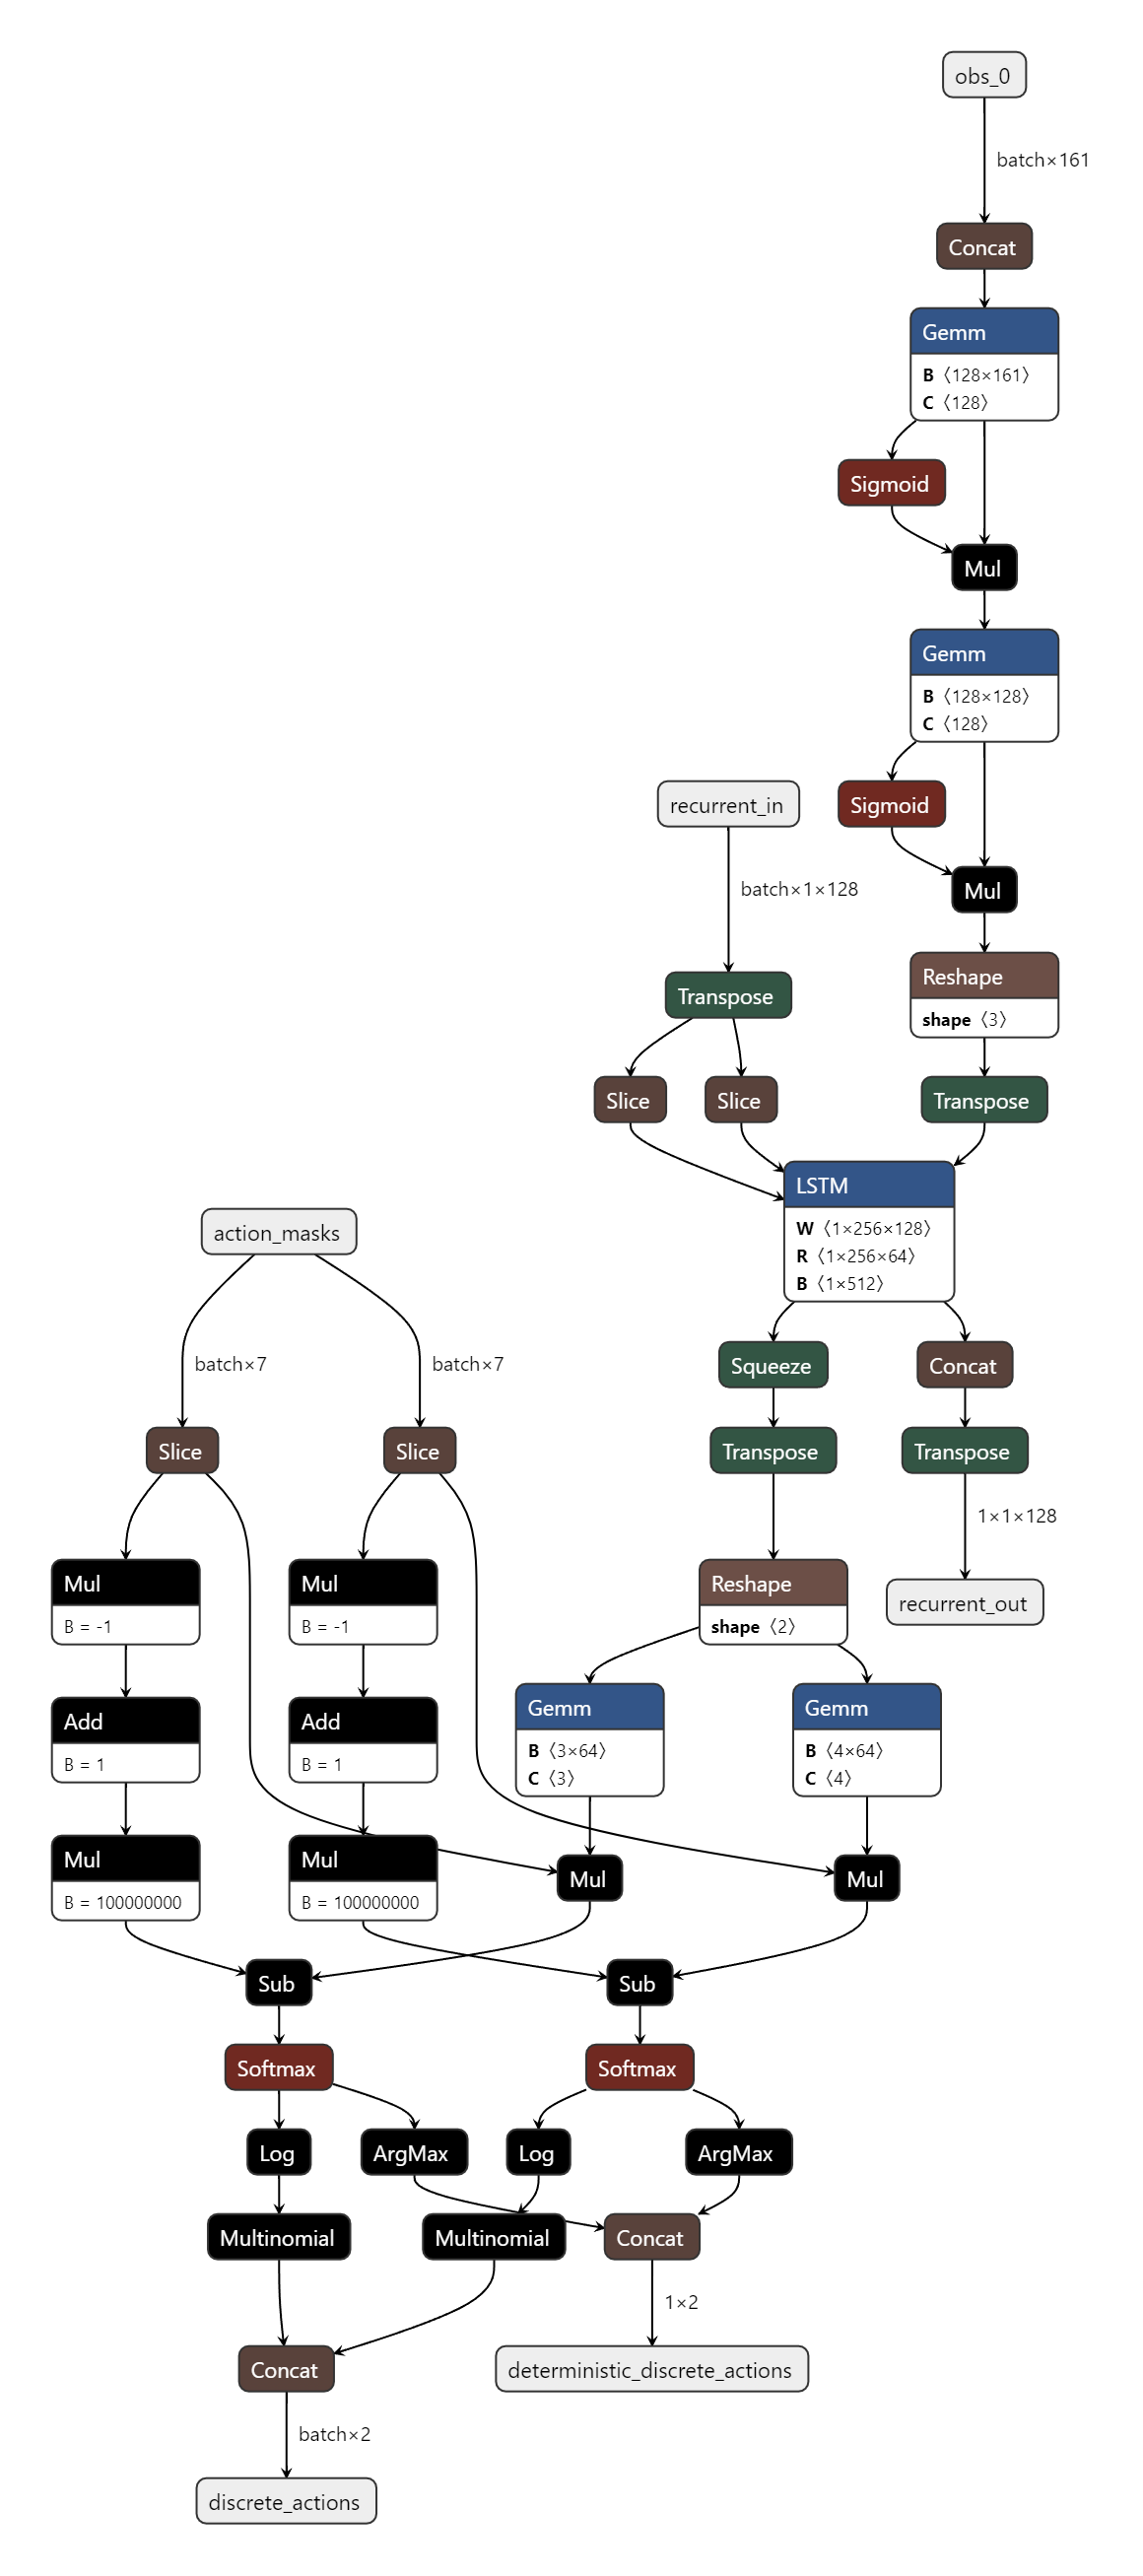 obs_0
batch×161
Concat
Gemm
B 〈128×161〉
C 〈128〉
Sigmoid
Mul
Gemm
B 〈128×128〉
C 〈128〉
recurrent_in
Sigmoid
batch×1×128
Mul
Reshape
shape 〈3〉
Transpose
Slice
Slice
Transpose
LSTM
W 〈1×256×128〉
R 〈1×256×64〉
B 〈1×512〉
action_masks
batch×7
batch×7
Squeeze
Concat
Slice
Slice
Transpose
Transpose
1×1×128
Mul
B = -1
Mul
B = -1
Reshape
shape 〈2〉
recurrent_out
Add
B = 1
Add
B = 1
Gemm
B 〈3×64〉
C 〈3〉
Gemm
B 〈4×64〉
C 〈4〉
Mul
B = 100000000
Mul
B = 100000000
Mul
Mul
Sub
Sub
Softmax
Softmax
Log
ArgMax
Log
ArgMax
Multinomial
Multinomial
Concat
1×2
Concat
deterministic_discrete_actions
batch×2
discrete_actions